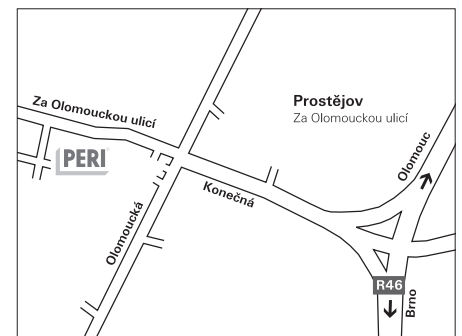 Prostějov
Za Olomouckou ulicí
Za Olomouckou ulicí
PERI
Olomouc
Konečná
Olomoucká
R46
Brno